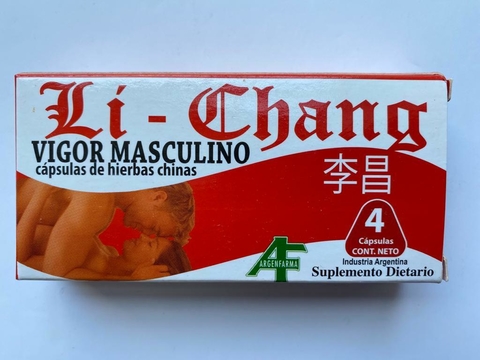 Li - Chang
VIGOR MASCULINO
cápsulas de hierbas chinas
李昌
4
Cápsulas
CONT. NETO
Industria Argentina
Suplemento Dietario
AF
ARGENFARMA